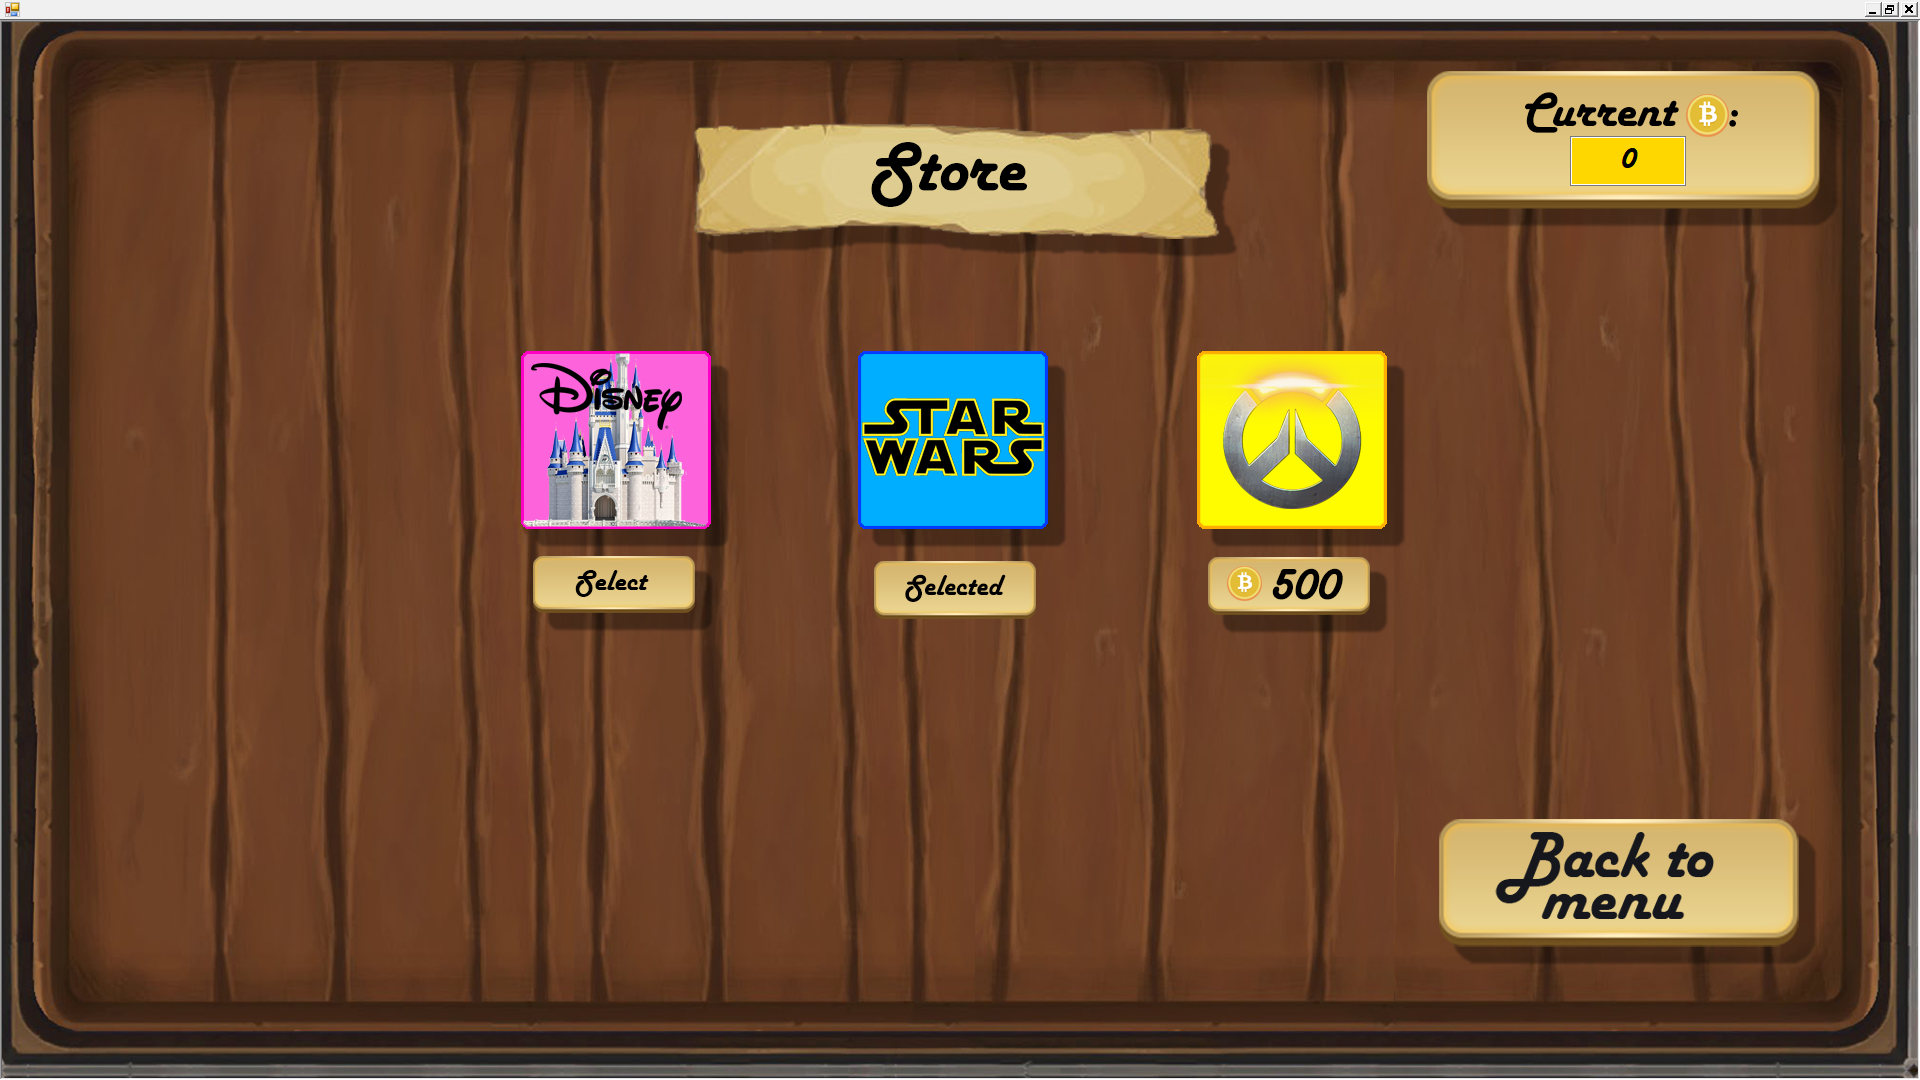 Current ₿:
0
Store
Disney
STAR
WARS
Select
Selected
₿ 500
Back to
menu